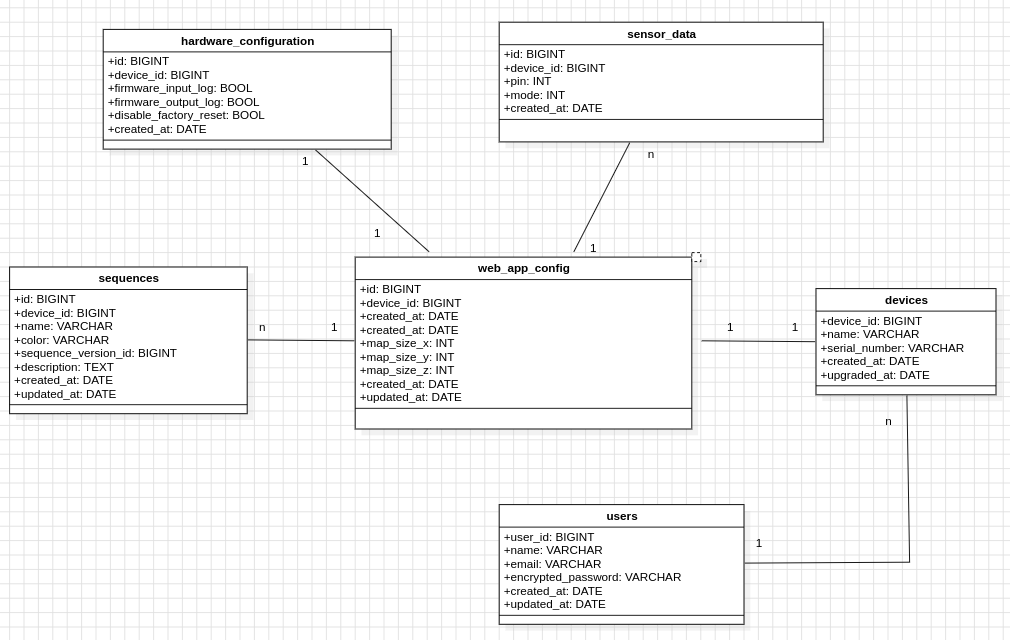 hardware_configuration
+id: BIGINT
+device_id: BIGINT
+firmware_input_log: BOOL
+firmware_output_log: BOOL
+disable_factory_reset: BOOL
+created_at: DATE
sensor_data
+id: BIGINT
+device_id: BIGINT
+pin: INT
+mode: INT
+created_at: DATE
1
n
1
1
sequences
+id: BIGINT
+device_id: BIGINT
+name: VARCHAR
+color: VARCHAR
+sequence_version_id: BIGINT
+description: TEXT
+created_at: DATE
+updated_at: DATE
n
1
web_app_config
+id: BIGINT
+device_id: BIGINT
+created_at: DATE
+created_at: DATE
+map_size_x: INT
+map_size_y: INT
+map_size_z: INT
+created_at: DATE
+updated_at: DATE
1
1
devices
+device_id: BIGINT
+name: VARCHAR
+serial_number: VARCHAR
+created_at: DATE
+upgraded_at: DATE
n
users
+user_id: BIGINT
+name: VARCHAR
+email: VARCHAR
+encrypted_password: VARCHAR
+created_at: DATE
+updated_at: DATE
1